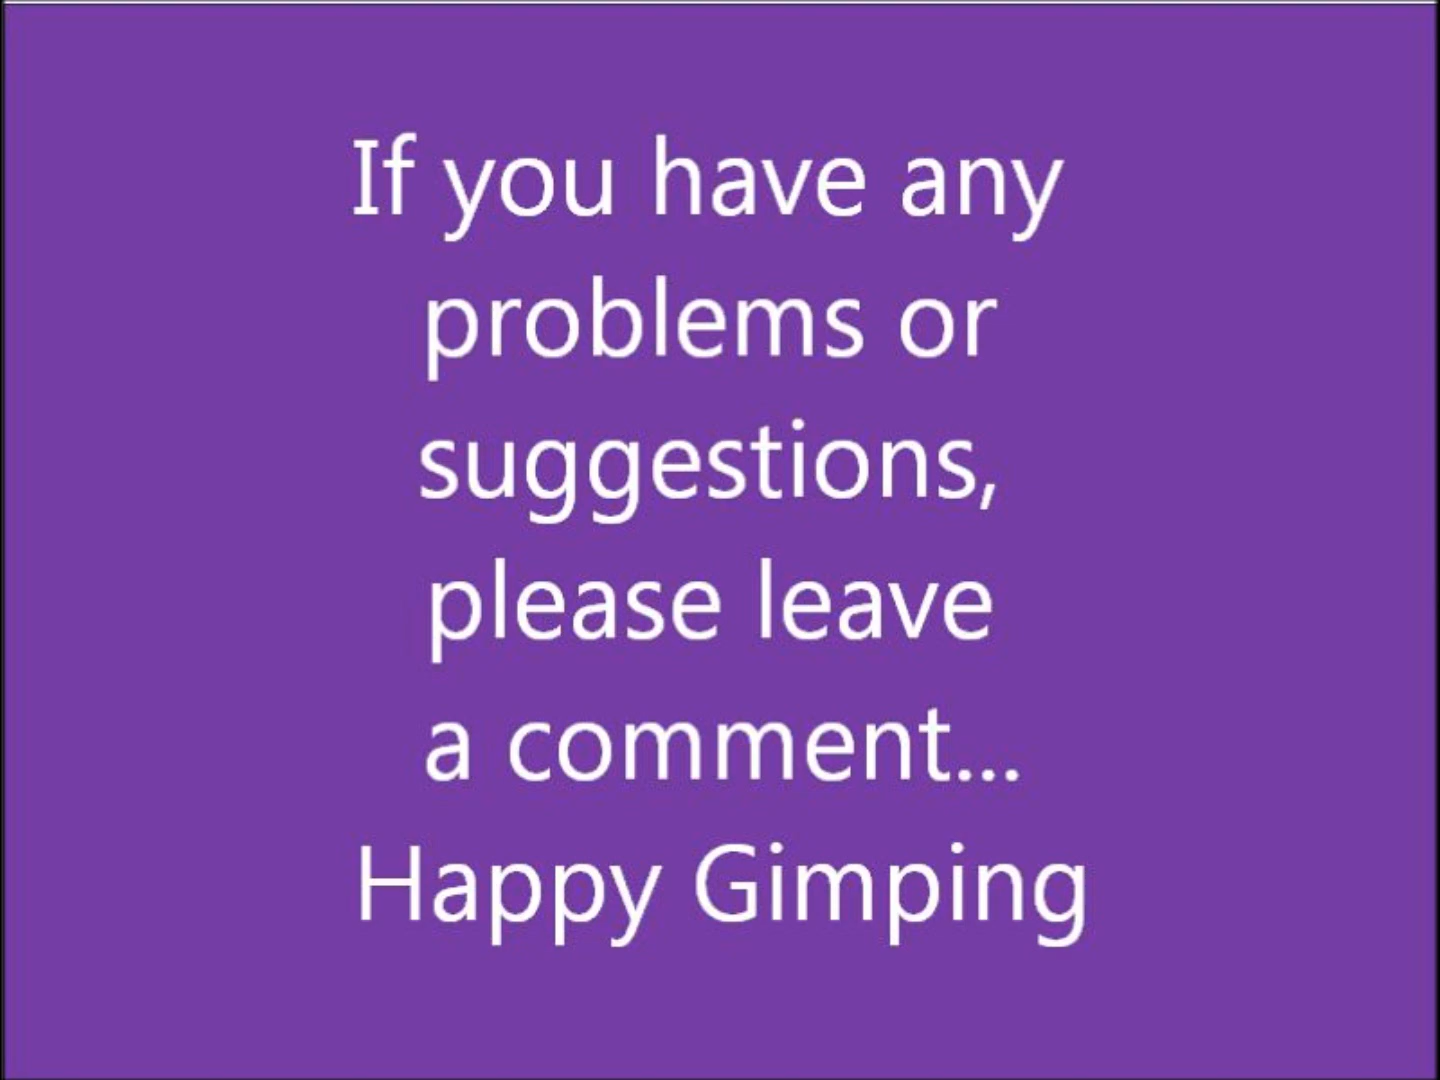 If you have any
problems or
suggestions,
please leave
a comment...
Happy Gimping